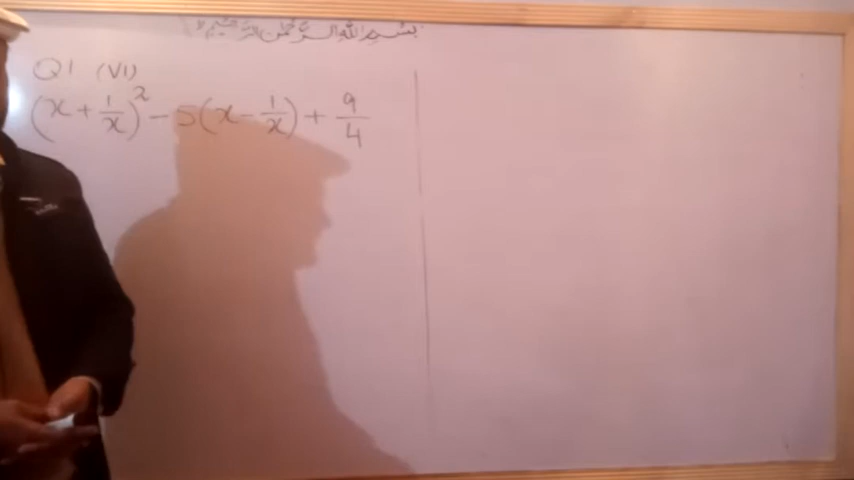 بسم الله الرحمن الرحيم
Q1 (VI)
(x + 1/x)² - 5(x - 1/x) + 9/4